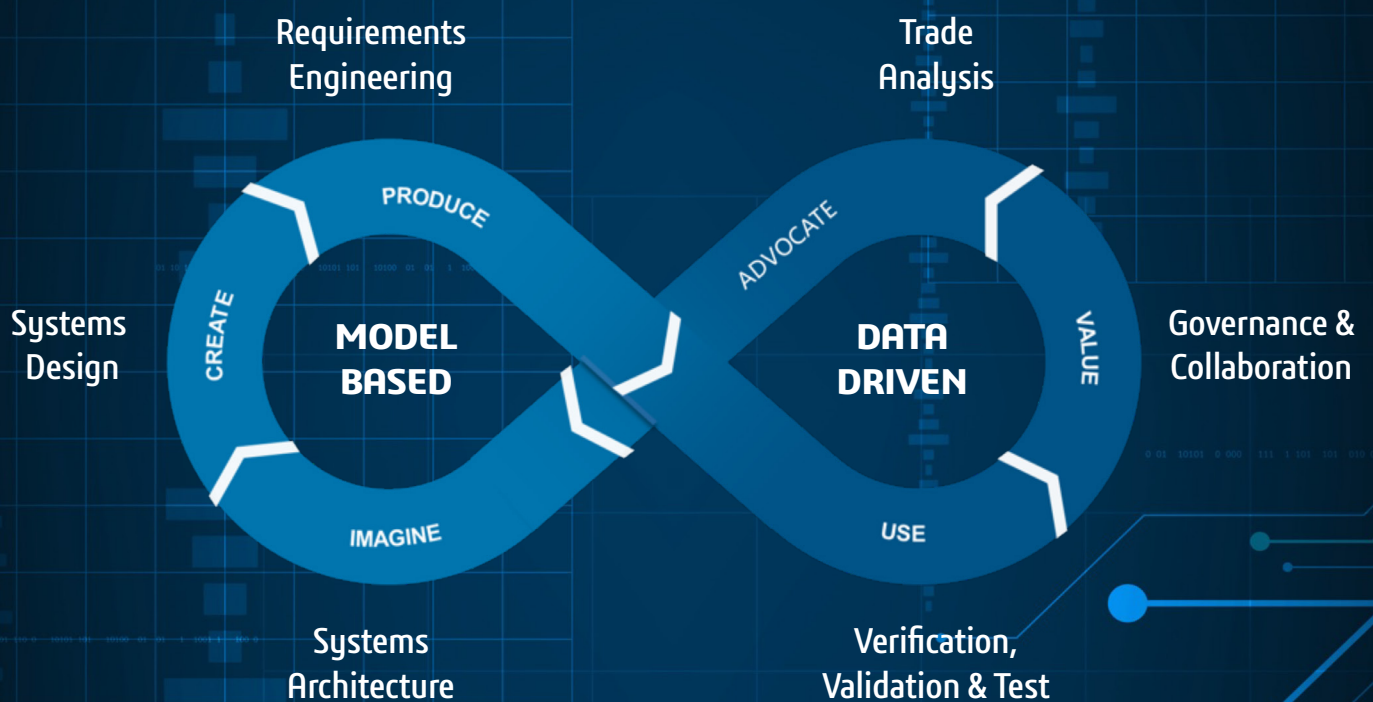 Requirements
Engineering
Trade
Analysis
PRODUCE
ADVOCATE
CREATE
VALUE
Systems
Design
MODEL
BASED
DATA
DRIVEN
Governance &
Collaboration
IMAGINE
USE
Systems
Architecture
Verification,
Validation & Test